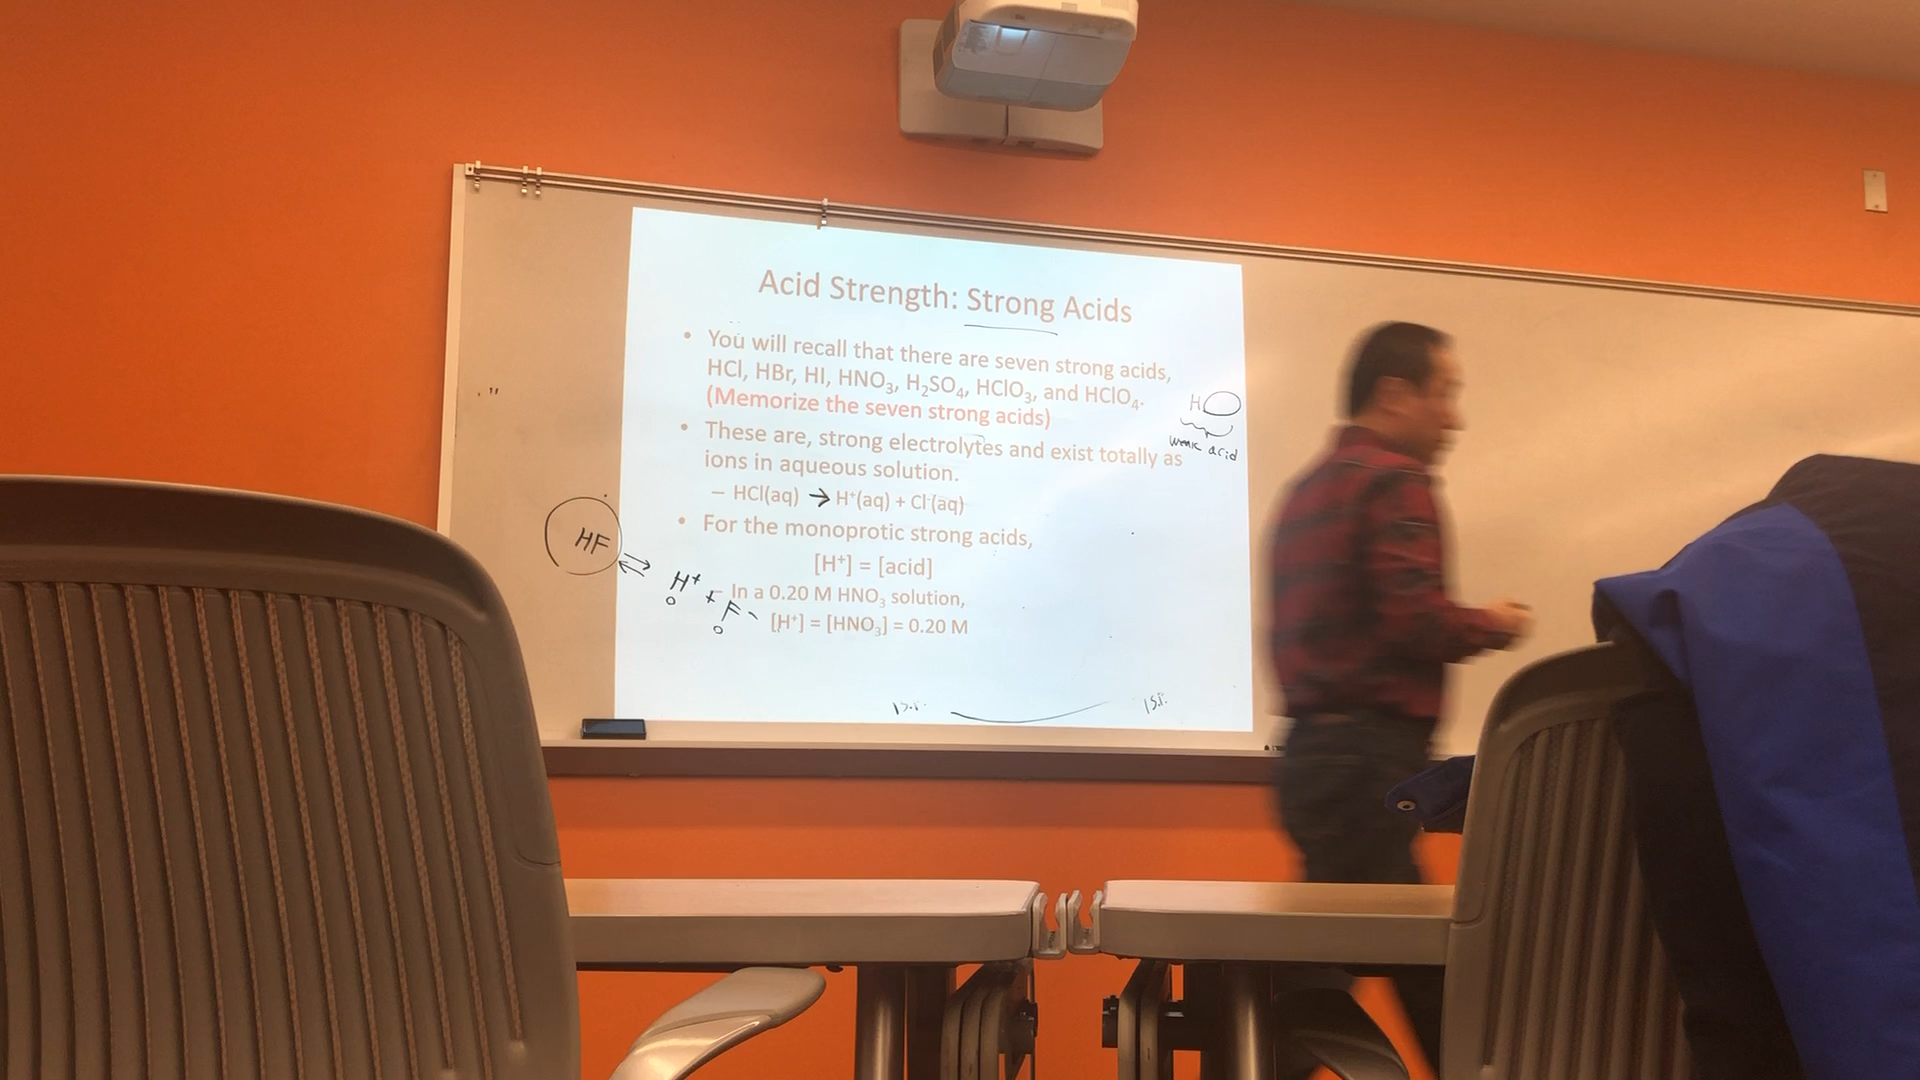 Acid Strength: Strong Acids
• You will recall that there are seven strong acids,
HCl, HBr, HI, HNO₃, H₂SO₄, HClO₃, and HClO₄.
(Memorize the seven strong acids)
• These are, strong electrolytes and exist totally as
ions in aqueous solution.
– HCl(aq) → H⁺(aq) + Cl⁻(aq)
• For the monoprotic strong acids,
[H⁺] = [acid]
– In a 0.20 M HNO₃ solution,
[H⁺] = [HNO₃] = 0.20 M
H
weak acid
HF
⇌
H⁺ + F⁻